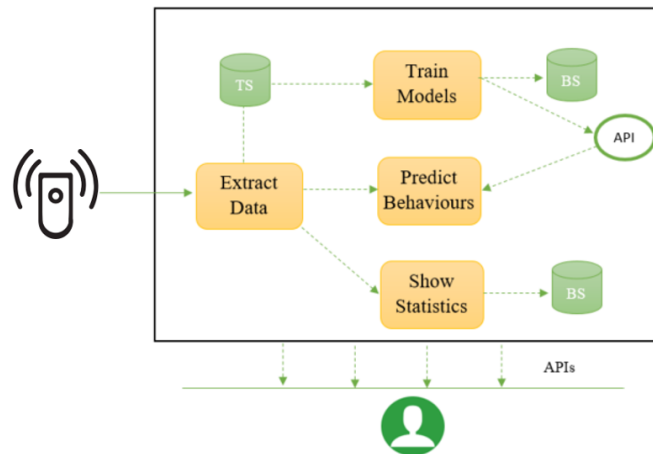 TS
Train
Models
BS
API
Extract
Data
Predict
Behaviours
Show
Statistics
BS
APIs